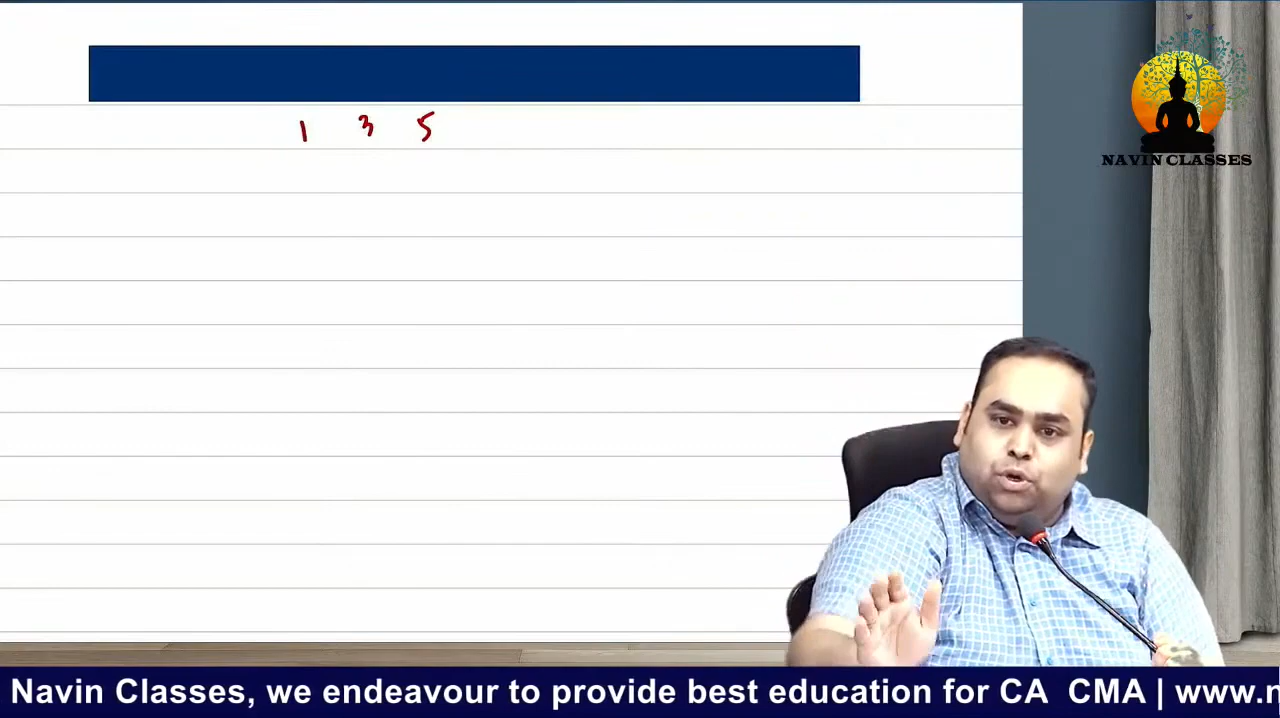 1 3 5
NAVIN CLASSES
Navin Classes, we endeavour to provide best education for CA CMA | www.n